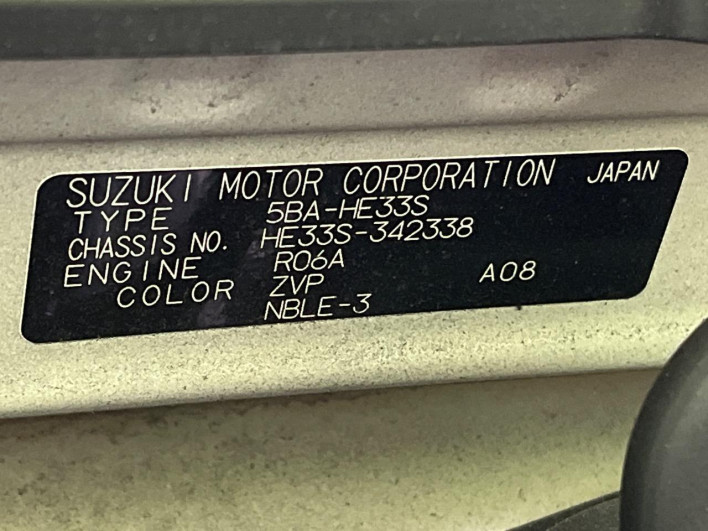 SUZUKI MOTOR CORPORATION JAPAN
TYPE 5BA-HE33S
CHASSIS NO. HE33S-342338
ENGINE R06A
COLOR ZVP A08
NBLE-3